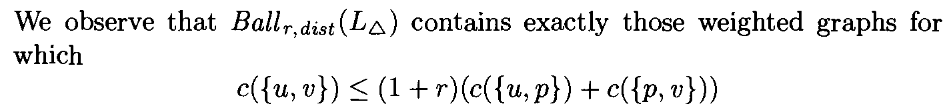 We observe that Ball_{r,dist}(L_△) contains exactly those weighted graphs for
which
c({u, v}) ≤ (1 + r)(c({u, p}) + c({p, v}))